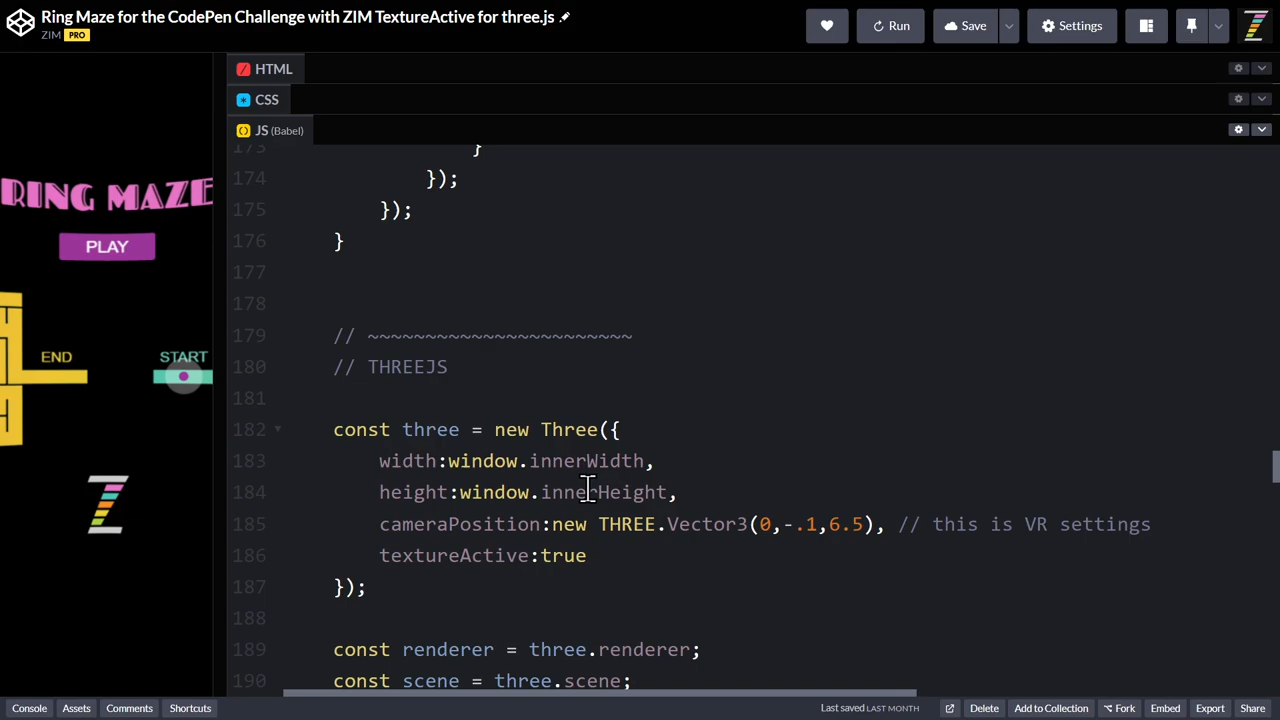 Ring Maze for the CodePen Challenge with ZIM TextureActive for three.js
ZIM PRO
Run
Save
Settings
HTML
CSS
JS (Babel)
RING MAZE
PLAY
END
START
173 }
174 });
175 });
176 }
177
178
179 // ~~~~~~~~~~~~~~~~~~~~~~~
180 // THREEJS
181
182 const three = new Three({
183 width:window.innerWidth,
184 height:window.innerHeight,
185 cameraPosition:new THREE.Vector3(0,-.1,6.5), // this is VR settings
186 textureActive:true
187 });
188
189 const renderer = three.renderer;
190 const scene = three.scene;
Console Assets Comments Shortcuts Last saved LAST MONTH Delete Add to Collection Fork Embed Export Share